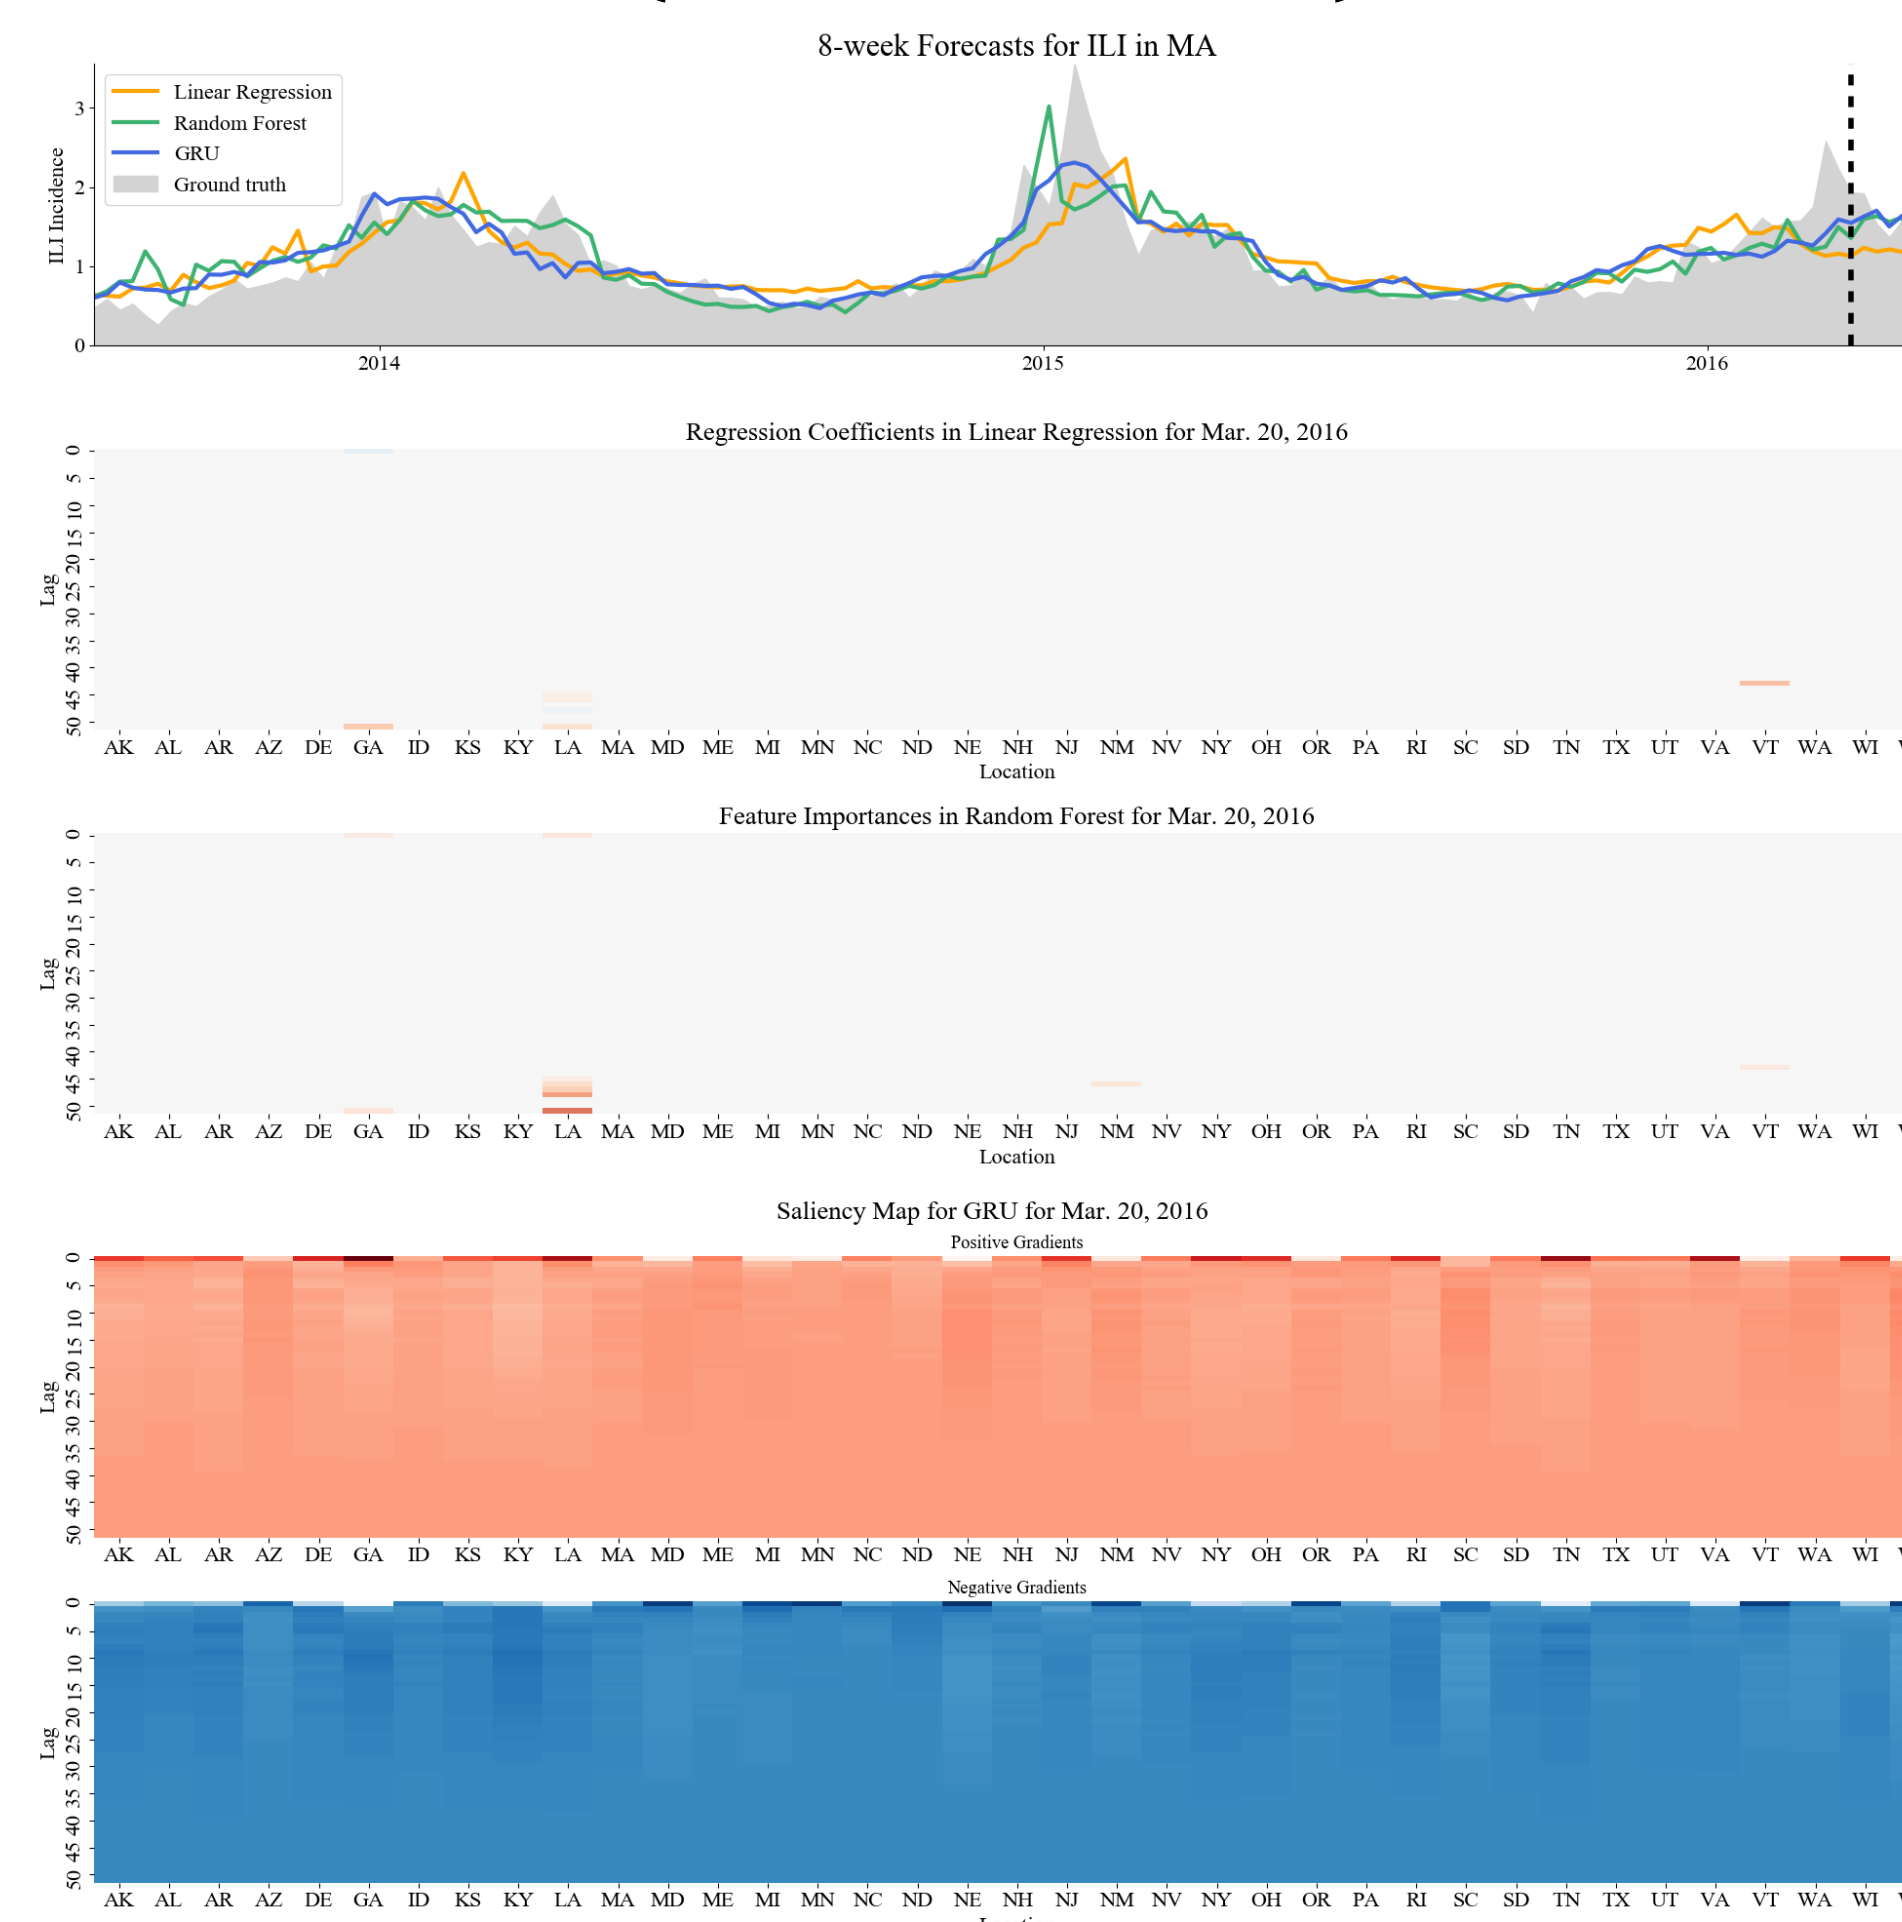 8-week Forecasts for ILI in MA
Linear Regression
Random Forest
GRU
Ground truth
ILI Incidence
3
2
1
0
2014 2015 2016
Regression Coefficients in Linear Regression for Mar. 20, 2016
Lag
0 5 10 15 20 25 30 35 40 45 50
AK AL AR AZ DE GA ID KS KY LA MA MD ME MI MN NC ND NE NH NJ NM NV NY OH OR PA RI SC SD TN TX UT VA VT WA WI
Location
Feature Importances in Random Forest for Mar. 20, 2016
Lag
0 5 10 15 20 25 30 35 40 45 50
AK AL AR AZ DE GA ID KS KY LA MA MD ME MI MN NC ND NE NH NJ NM NV NY OH OR PA RI SC SD TN TX UT VA VT WA WI
Location
Saliency Map for GRU for Mar. 20, 2016
Positive Gradients
Lag
0 5 10 15 20 25 30 35 40 45 50
AK AL AR AZ DE GA ID KS KY LA MA MD ME MI MN NC ND NE NH NJ NM NV NY OH OR PA RI SC SD TN TX UT VA VT WA WI
Negative Gradients
Lag
0 5 10 15 20 25 30 35 40 45 50
AK AL AR AZ DE GA ID KS KY LA MA MD ME MI MN NC ND NE NH NJ NM NV NY OH OR PA RI SC SD TN TX UT VA VT WA WI